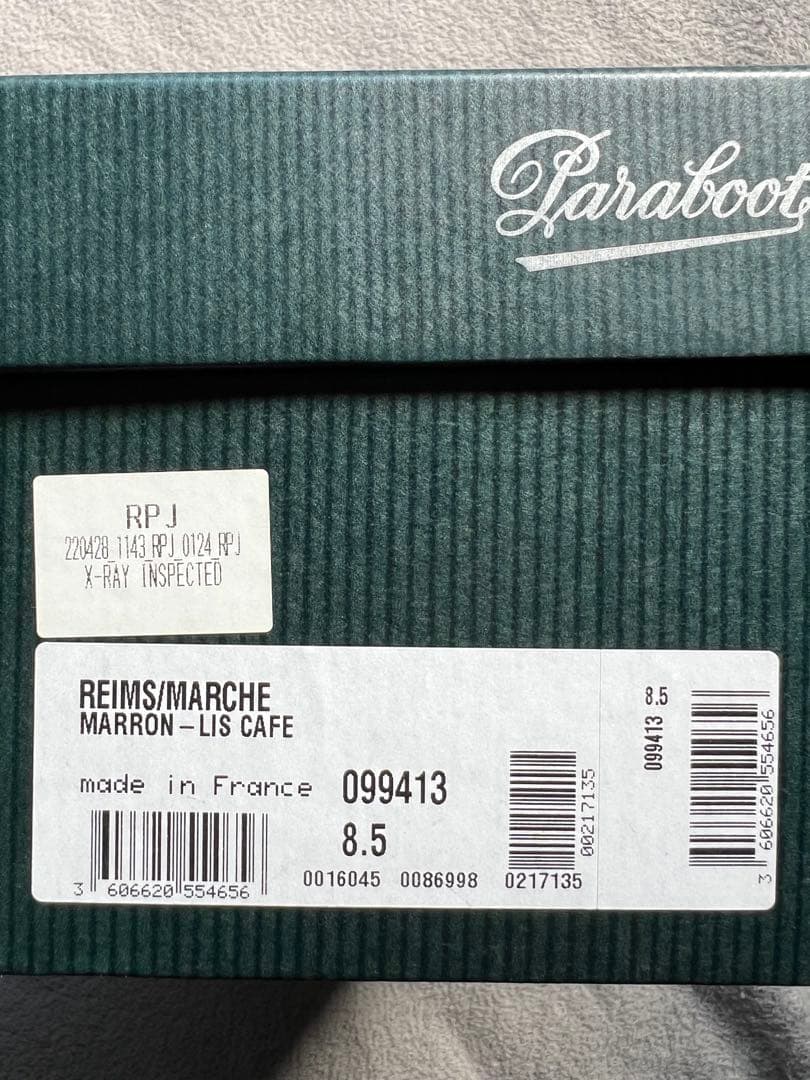 Paraboot
RPJ
220428_1143_RPJ_0124_RPJ
X-RAY INSPECTED
REIMS/MARCHE
MARRON-LIS CAFE
made in France
099413
8.5
3 606620 554656
0016045 0086998 0217135
00217135
8.5
099413
3 606620 554656